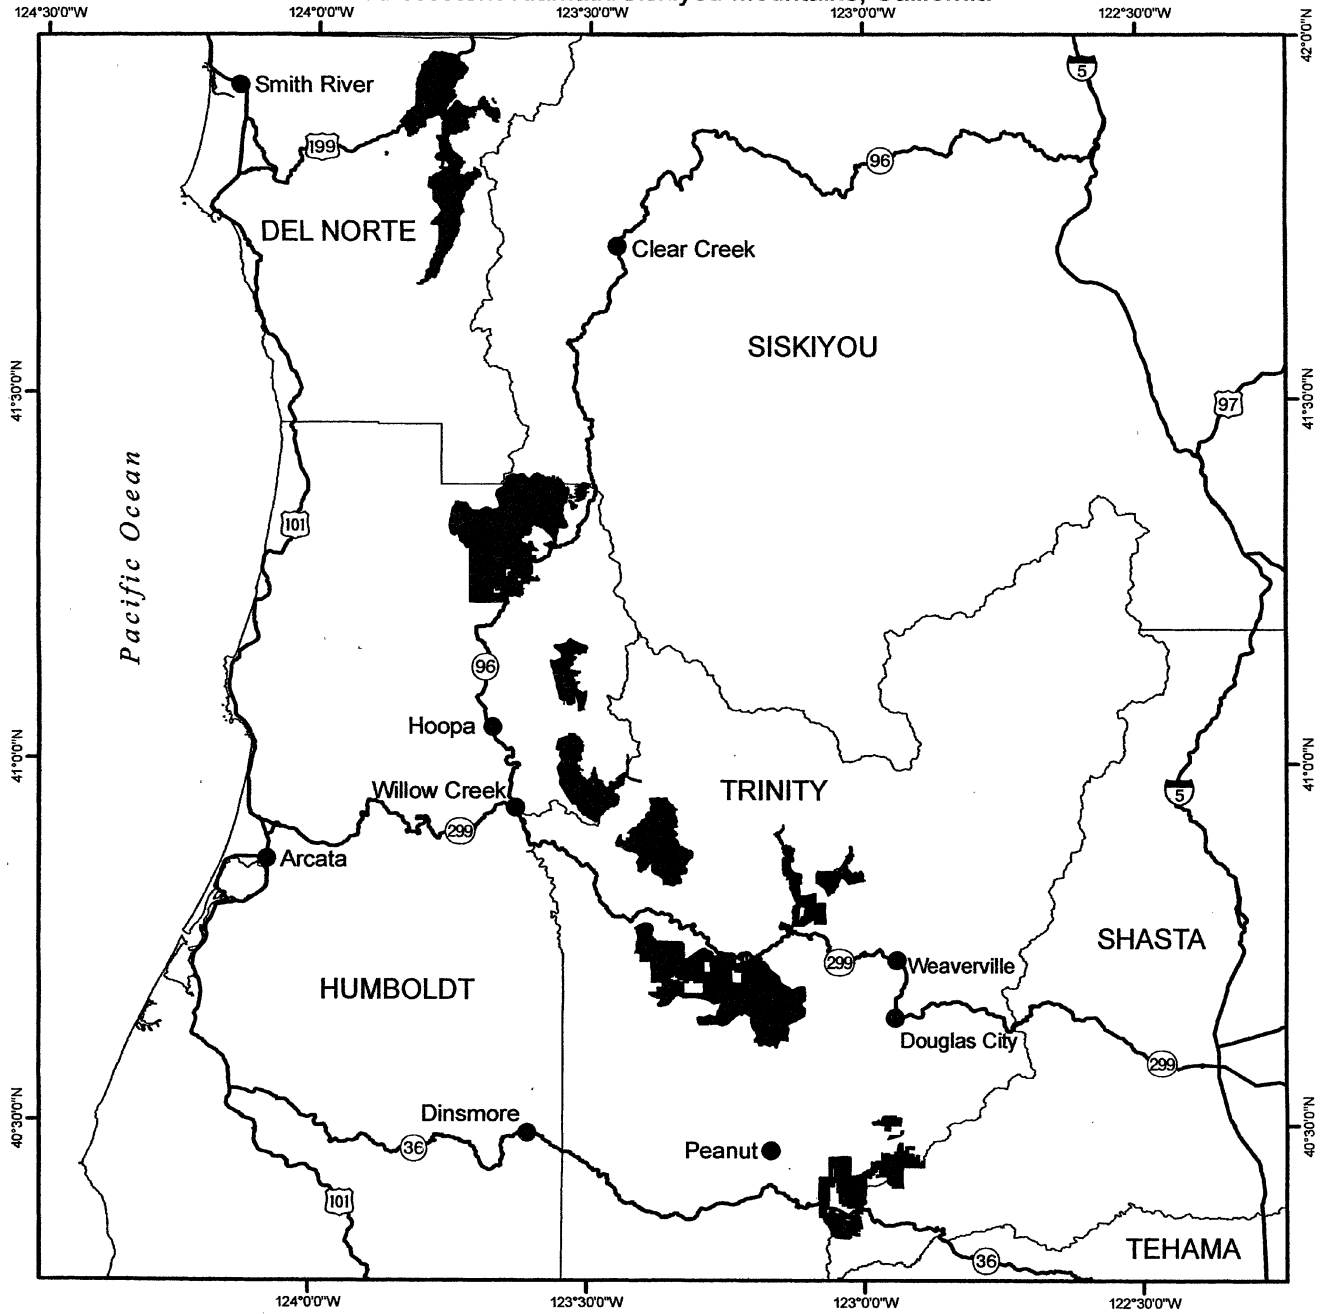 124°30'0"W 124°0'0"W 123°30'0"W 123°0'0"W 122°30'0"W
42°0'0"N
5
Smith River
199
96
DEL NORTE
Clear Creek
SISKIYOU
41°30'0"N
41°30'0"N
97
Pacific Ocean
101
96
Hoopa
41°0'0"N
41°0'0"N
Willow Creek
TRINITY
5
299
Arcata
SHASTA
299
Weaverville
HUMBOLDT
Douglas City
299
Dinsmore
40°30'0"N
40°30'0"N
36
Peanut
101
TEHAMA
36
124°0'0"W 123°30'0"W 123°0'0"W 122°30'0"W